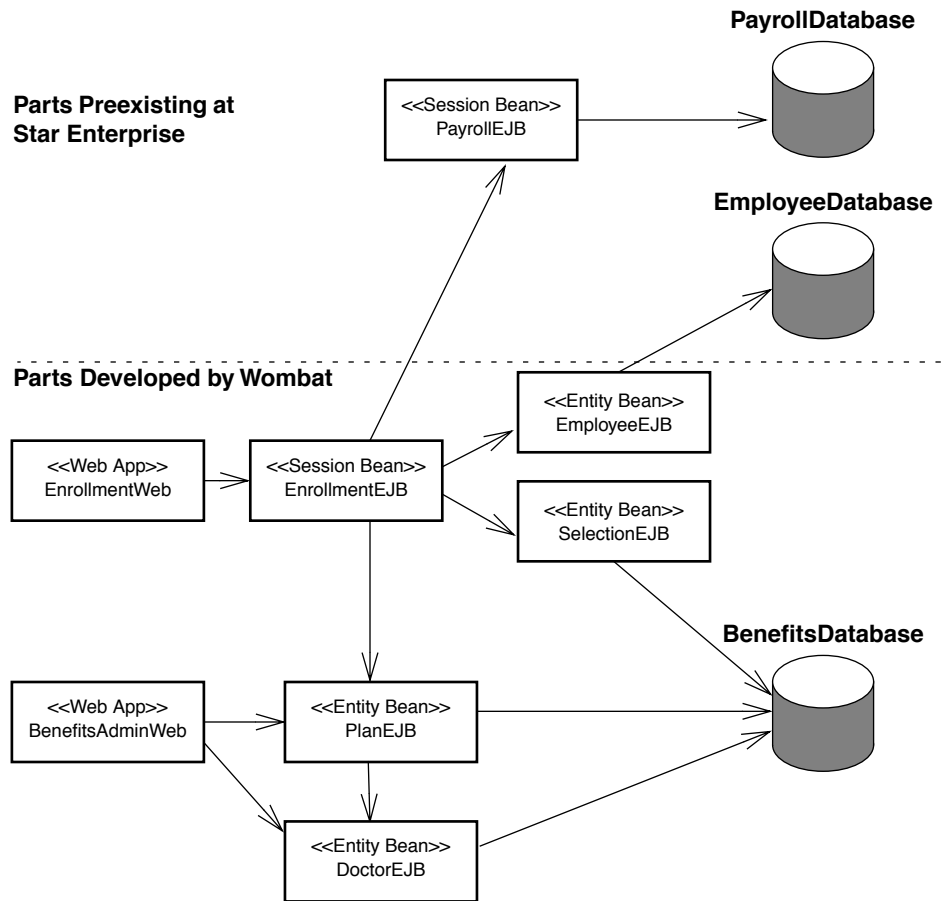 PayrollDatabase
Parts Preexisting at
Star Enterprise
<<Session Bean>>
PayrollEJB
EmployeeDatabase
Parts Developed by Wombat
<<Entity Bean>>
EmployeeEJB
<<Web App>>
EnrollmentWeb
<<Session Bean>>
EnrollmentEJB
<<Entity Bean>>
SelectionEJB
BenefitsDatabase
<<Web App>>
BenefitsAdminWeb
<<Entity Bean>>
PlanEJB
<<Entity Bean>>
DoctorEJB